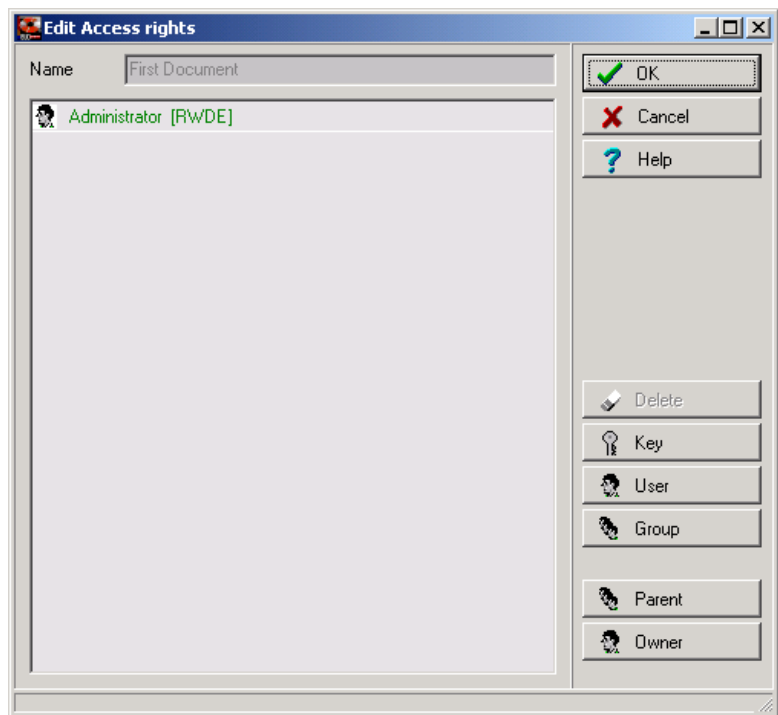 Edit Access rights
Name First Document
Administrator [RWDE]
OK
Cancel
Help
Delete
Key
User
Group
Parent
Owner